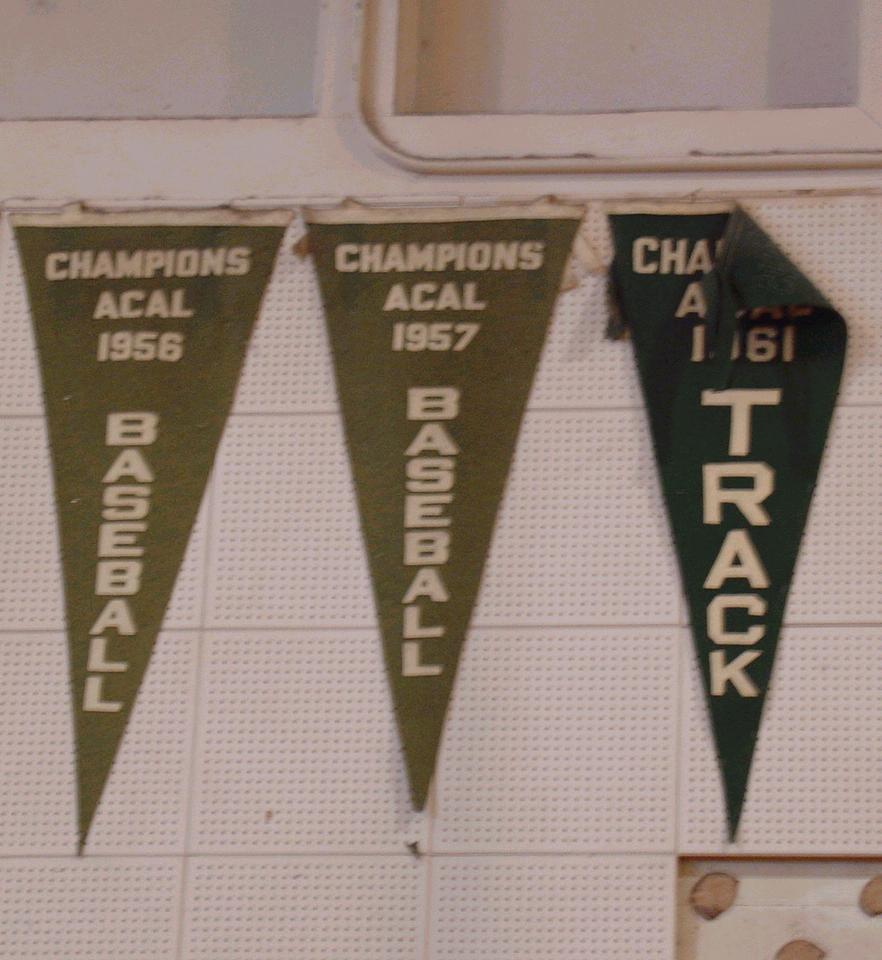 CHAMPIONS
ACAL
1956
BASEBALL
CHAMPIONS
ACAL
1957
BASEBALL
TRACK